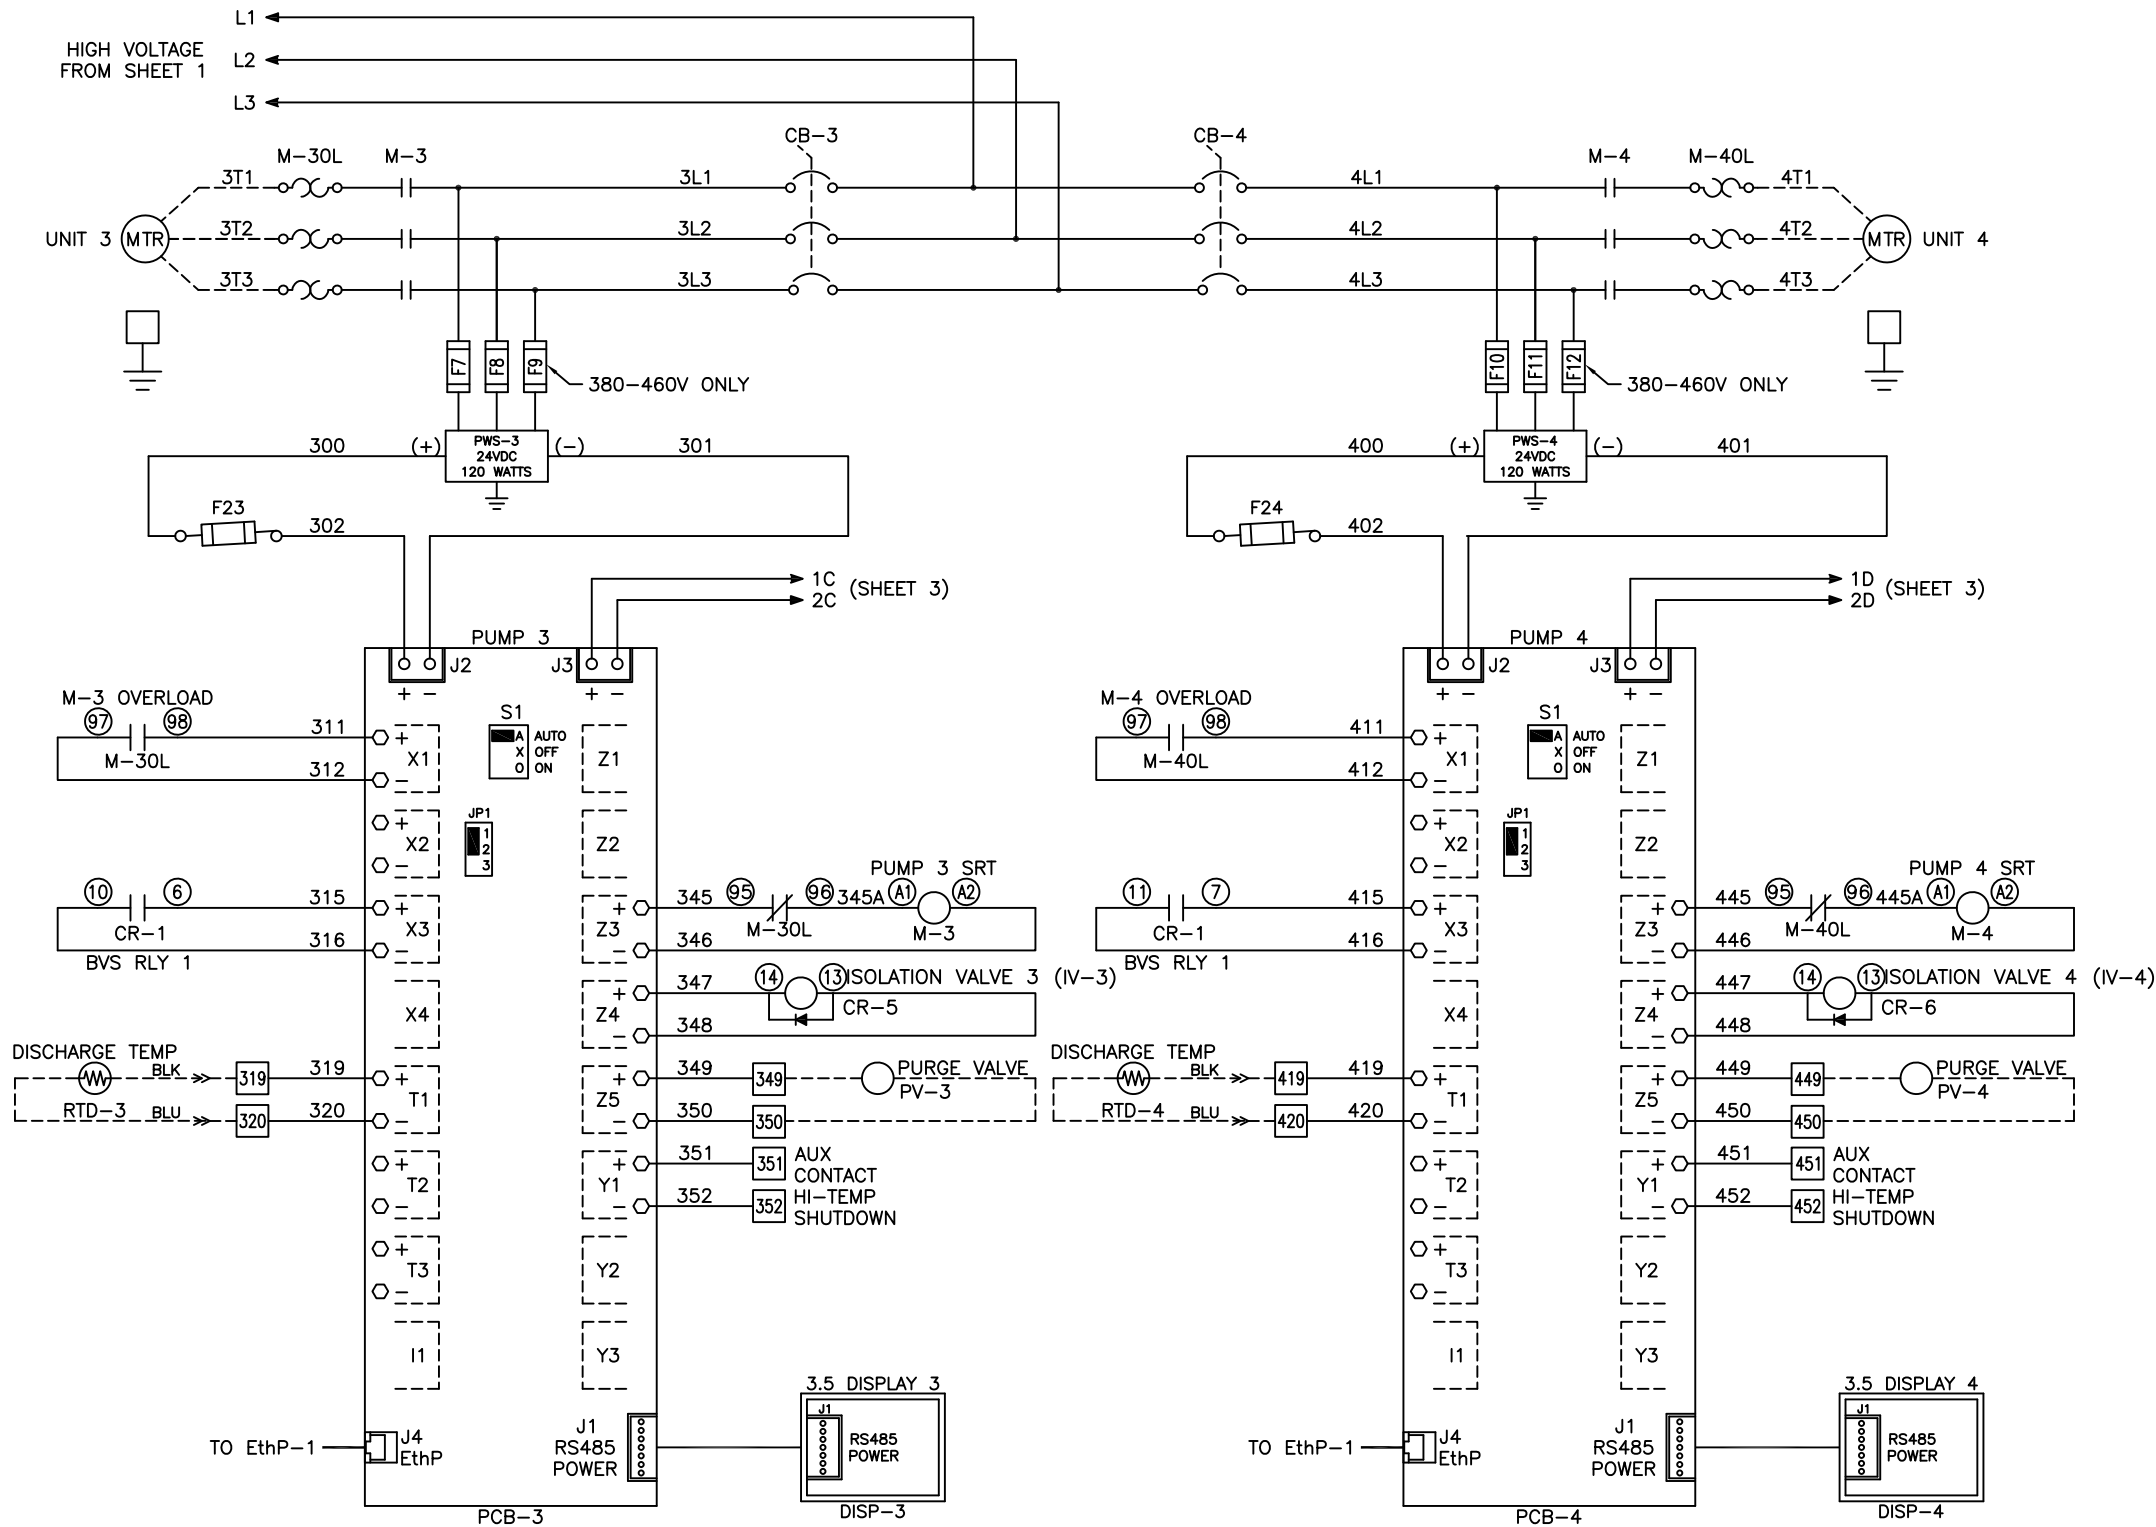 L1
HIGH VOLTAGE
FROM SHEET 1
L2
L3
CB-3
CB-4
M-30L
M-3
M-4
M-40L
3T1
3L1
4L1
4T1
UNIT 3
MTR
3T2
3L2
4L2
4T2
MTR
UNIT 4
3T3
3L3
4L3
4T3
F7
F8
F9
380-460V ONLY
F10
F11
F12
380-460V ONLY
300
(+)
PWS-3
24VDC
120 WATTS
(-)
301
400
(+)
PWS-4
24VDC
120 WATTS
(-)
401
F23
302
F24
402
1C
2C
(SHEET 3)
1D
2D
(SHEET 3)
PUMP 3
J2
J3
+ -
+ -
M-3 OVERLOAD
97
98
311
M-30L
312
+
X1
-
S1
A AUTO
X OFF
O ON
Z1
JP1
1
2
3
+
X2
-
Z2
10
6
315
CR-1
316
BVS RLY 1
+
X3
-
+
Z3
-
PUMP 3 SRT
345
95
96
345A
A1
A2
M-30L
M-3
346
X4
+
Z4
-
347
14
13
ISOLATION VALVE 3 (IV-3)
CR-5
348
DISCHARGE TEMP
BLK
319
319
RTD-3
BLU
320
320
+
T1
-
+
Z5
-
349
349
PURGE VALVE
PV-3
350
350
+
T2
-
+
Y1
-
351
351
AUX
CONTACT
352
352
HI-TEMP
SHUTDOWN
+
T3
-
Y2
I1
Y3
TO EthP-1
J4
EthP
J1
RS485
POWER
3.5 DISPLAY 3
J1
RS485
POWER
DISP-3
PCB-3
PUMP 4
J2
J3
+ -
+ -
M-4 OVERLOAD
97
98
411
M-40L
412
+
X1
-
S1
A AUTO
X OFF
O ON
Z1
JP1
1
2
3
+
X2
-
Z2
11
7
415
CR-1
416
BVS RLY 1
+
X3
-
+
Z3
-
PUMP 4 SRT
445
95
96
445A
A1
A2
M-40L
M-4
446
X4
+
Z4
-
447
14
13
ISOLATION VALVE 4 (IV-4)
CR-6
448
DISCHARGE TEMP
BLK
419
419
RTD-4
BLU
420
420
+
T1
-
+
Z5
-
449
449
PURGE VALVE
PV-4
450
450
+
T2
-
+
Y1
-
451
451
AUX
CONTACT
452
452
HI-TEMP
SHUTDOWN
+
T3
-
Y2
I1
Y3
TO EthP-1
J4
EthP
J1
RS485
POWER
3.5 DISPLAY 4
J1
RS485
POWER
DISP-4
PCB-4